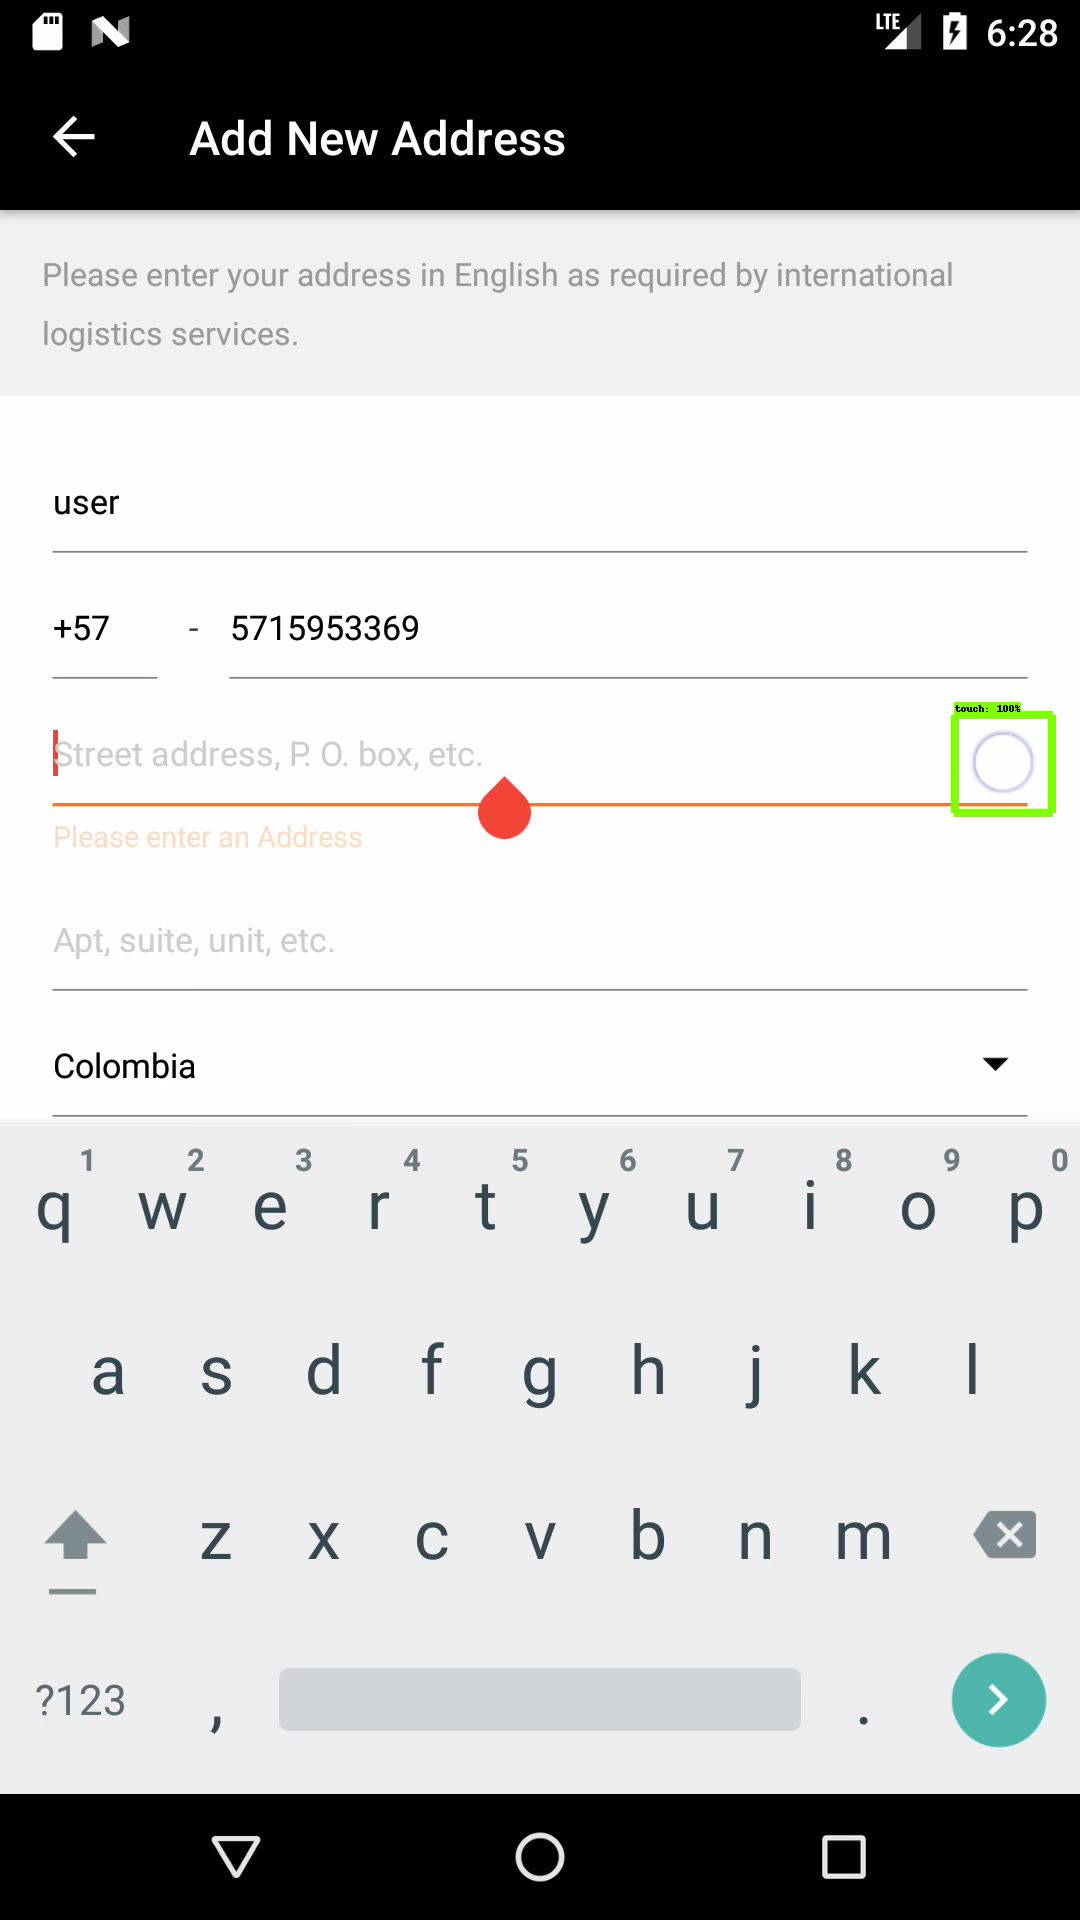 LTE 6:28
Add New Address
Please enter your address in English as required by international
logistics services.
user
+57 - 5715953369
touch: 100%
Street address, P. O. box, etc.
Please enter an Address
Apt, suite, unit, etc.
Colombia
1 2 3 4 5 6 7 8 9 0
q w e r t y u i o p
a s d f g h j k l
z x c v b n m
?123 , .